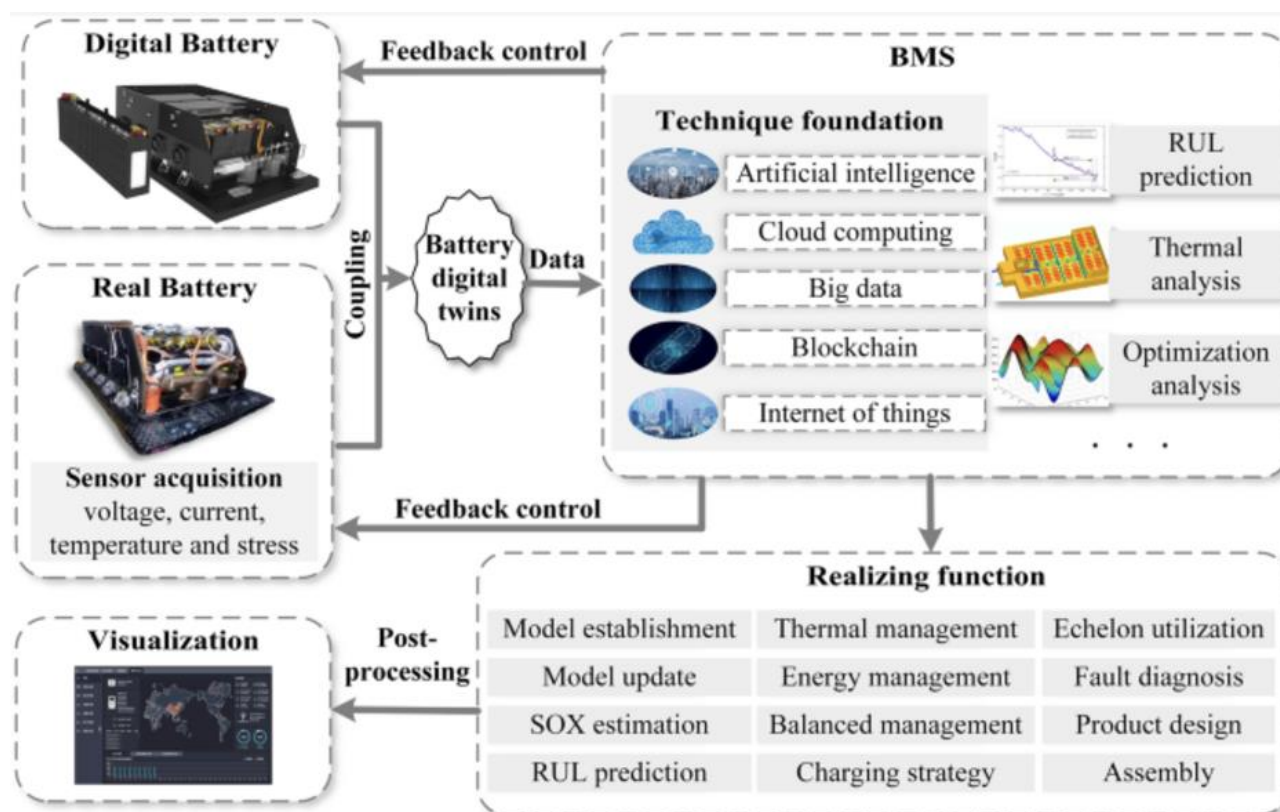 Digital Battery
Feedback control
BMS
Technique foundation
Artificial intelligence
Cloud computing
Big data
Blockchain
Internet of things
RUL
prediction
Thermal
analysis
Optimization
analysis
. . .
Coupling
Battery
digital
twins
Data
Real Battery
Sensor acquisition
voltage, current,
temperature and stress
Feedback control
Realizing function
Model establishment
Thermal management
Echelon utilization
Model update
Energy management
Fault diagnosis
SOX estimation
Balanced management
Product design
RUL prediction
Charging strategy
Assembly
Post-
processing
Visualization